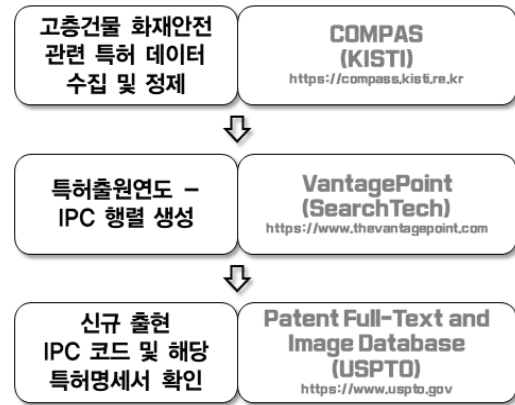 고층건물 화재안전
관련 특허 데이터
수집 및 정제
COMPAS
(KISTI)
https://compass.kisti.re.kr
특허출원연도 –
IPC 행렬 생성
VantagePoint
(SearchTech)
https://www.thevantagepoint.com
신규 출현
IPC 코드 및 해당
특허명세서 확인
Patent Full-Text and
Image Database
(USPTO)
https://www.uspto.gov